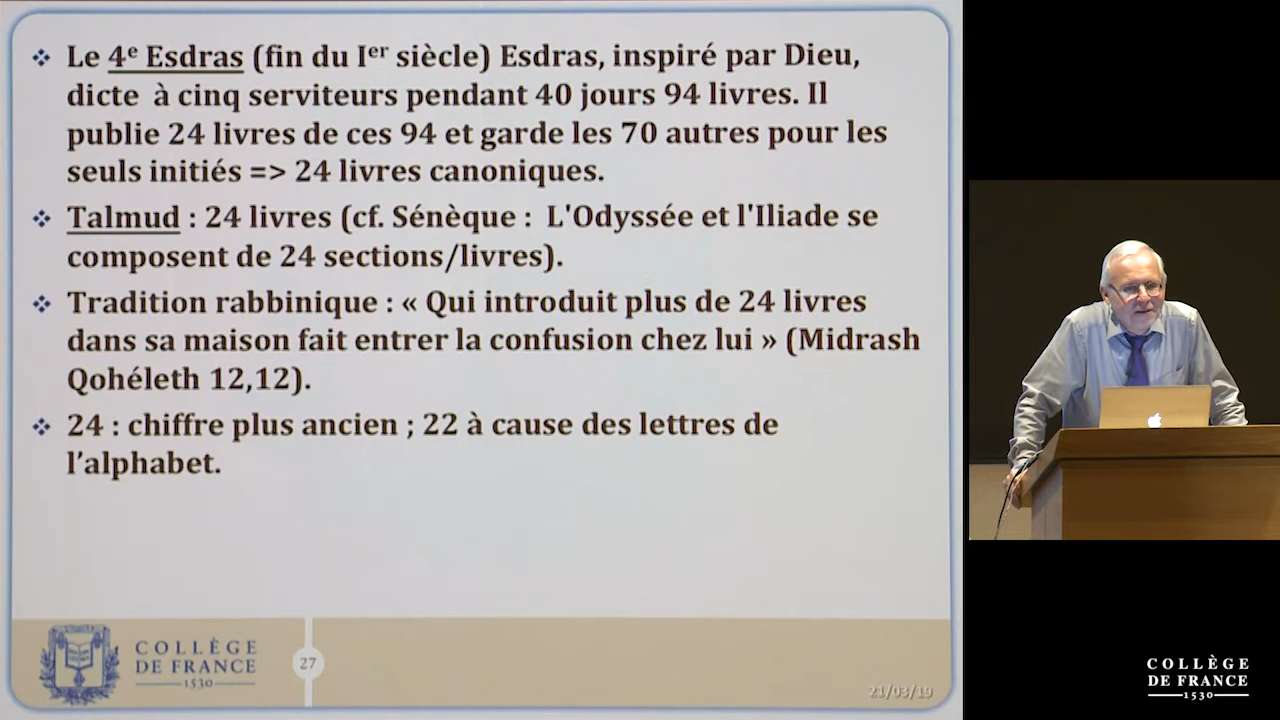 ❖ Le 4ᵉ Esdras (fin du Iᵉʳ siècle) Esdras, inspiré par Dieu,
dicte à cinq serviteurs pendant 40 jours 94 livres. Il
publie 24 livres de ces 94 et garde les 70 autres pour les
seuls initiés => 24 livres canoniques.
❖ Talmud : 24 livres (cf. Sénèque : L'Odyssée et l'Iliade se
composent de 24 sections/livres).
❖ Tradition rabbinique : « Qui introduit plus de 24 livres
dans sa maison fait entrer la confusion chez lui » (Midrash
Qohéleth 12,12).
❖ 24 : chiffre plus ancien ; 22 à cause des lettres de
l’alphabet.
COLLÈGE
DE FRANCE
1530
27
21/03/19
COLLÈGE
DE FRANCE
1530